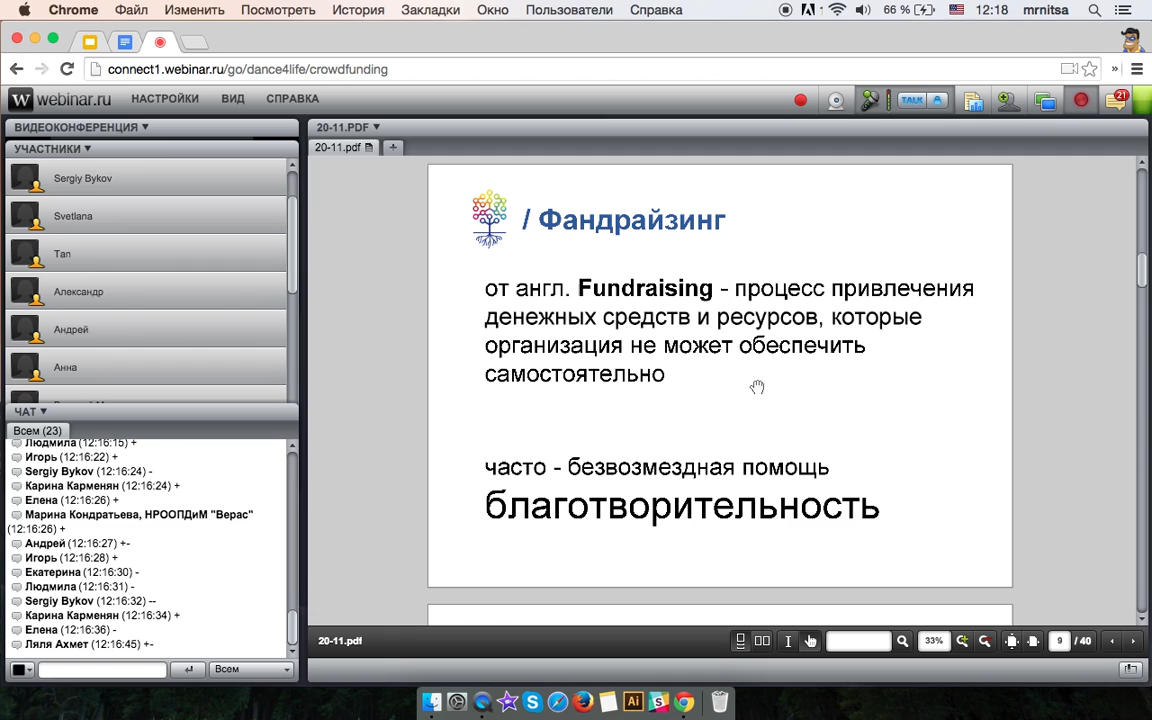 Chrome Файл Изменить Посмотреть История Закладки Окно Пользователи Справка 66 % 12:18 mrnitsa
connect1.webinar.ru/go/dance4life/crowdfunding
W webinar.ru НАСТРОЙКИ ВИД СПРАВКА TALK 21
ВИДЕОКОНФЕРЕНЦИЯ
УЧАСТНИКИ
Sergiy Bykov
Svetlana
Tan
Александр
Андрей
Анна
ЧАТ
Всем (23)
Людмила (12:16:15) +
Игорь (12:16:22) +
Sergiy Bykov (12:16:24) -
Карина Карменян (12:16:24) +
Елена (12:16:26) +
Марина Кондратьева, НРООПДиМ "Верас"
(12:16:26) +
Андрей (12:16:27) +-
Игорь (12:16:28) +
Екатерина (12:16:30) -
Людмила (12:16:31) -
Sergiy Bykov (12:16:32) --
Карина Карменян (12:16:34) +
Елена (12:16:36) -
Ляля Ахмет (12:16:45) +-
Всем
20-11.PDF
20-11.pdf +
/ Фандрайзинг
от англ. Fundraising - процесс привлечения
денежных средств и ресурсов, которые
организация не может обеспечить
самостоятельно
часто - безвозмездная помощь
благотворительность
20-11.pdf 33% 9 / 40
Ai